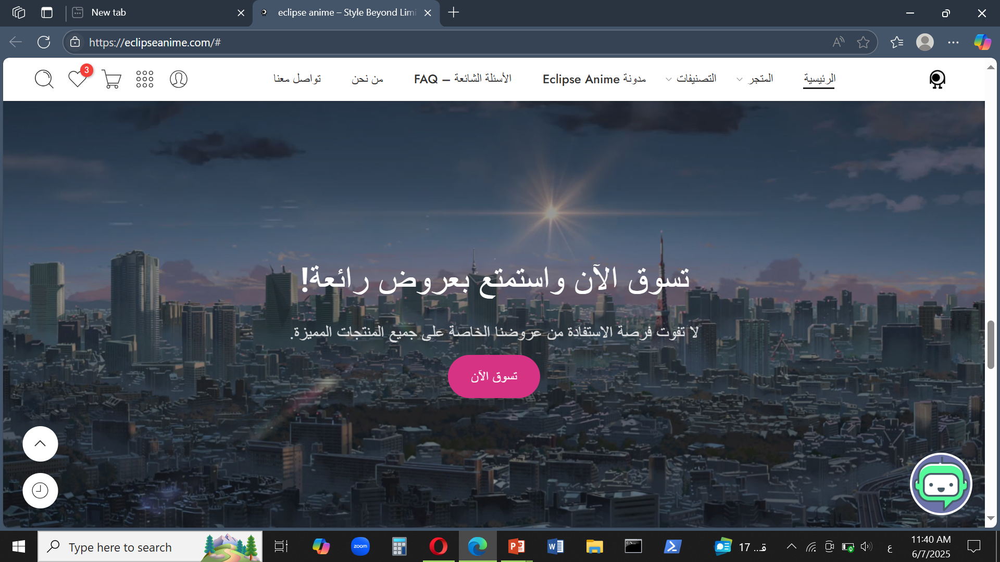 New tab
eclipse anime – Style Beyond Limi
https://eclipseanime.com/#
الرئيسية
المتجر
التصنيفات
مدونة Eclipse Anime
الأسئلة الشائعة – FAQ
من نحن
تواصل معنا
3
تسوق الآن واستمتع بعروض رائعة!
لا تفوت فرصة الاستفادة من عروضنا الخاصة على جميع المنتجات المميزة.
تسوق الآن
Type here to search
zoom
17 ق...
ع
11:40 AM
6/7/2025